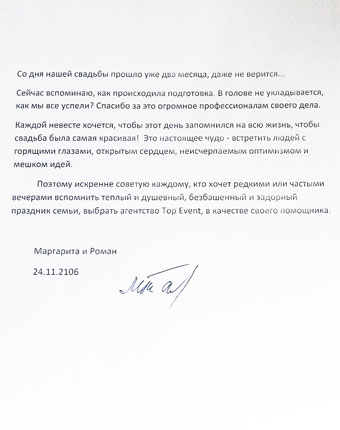 Со дня нашей свадьбы прошло уже два месяца, даже не верится...
Сейчас вспоминаю, как происходила подготовка. В голове не укладывается,
как мы все успели? Спасибо за это огромное профессионалам своего дела.
Каждой невесте хочется, чтобы этот день запомнился на всю жизнь, чтобы
свадьба была самая красивая! Это настоящее чудо - встретить людей с
горящими глазами, открытым сердцем, неисчерпаемым оптимизмом и
мешком идей.
Поэтому искренне советую каждому, кто хочет редкими или частыми
вечерами вспомнить теплый и душевный, безбашенный и задорный
праздник семьи, выбрать агентство Top Event, в качестве своего помощника.
Маргарита и Роман
24.11.2106